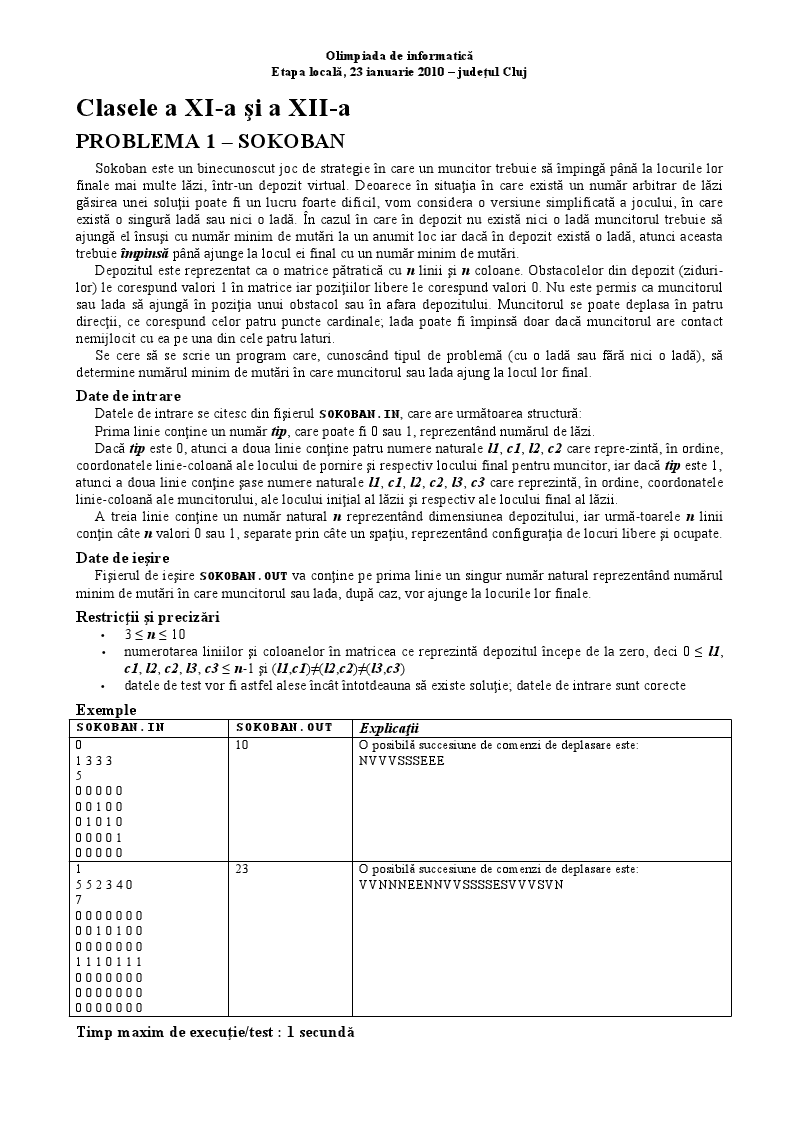 Olimpiada de informatică
Etapa locală, 23 ianuarie 2010 – județul Cluj
Clasele a XI-a şi a XII-a
PROBLEMA 1 – SOKOBAN
Sokoban este un binecunoscut joc de strategie în care un muncitor trebuie să împingă până la locurile lor
finale mai multe lăzi, într-un depozit virtual. Deoarece în situația în care există un număr arbitrar de lăzi
găsirea unei soluții poate fi un lucru foarte dificil, vom considera o versiune simplificată a jocului, în care
există o singură ladă sau nici o ladă. În cazul în care în depozit nu există nici o ladă muncitorul trebuie să
ajungă el însuşi cu număr minim de mutări la un anumit loc iar dacă în depozit există o ladă, atunci aceasta
trebuie împinsă până ajunge la locul ei final cu un număr minim de mutări.
Depozitul este reprezentat ca o matrice pătratică cu n linii şi n coloane. Obstacolelor din depozit (ziduri-
lor) le corespund valori 1 în matrice iar pozițiilor libere le corespund valori 0. Nu este permis ca muncitorul
sau lada să ajungă în poziția unui obstacol sau în afara depozitului. Muncitorul se poate deplasa în patru
direcții, ce corespund celor patru puncte cardinale; lada poate fi împinsă doar dacă muncitorul are contact
nemijlocit cu ea pe una din cele patru laturi.
Se cere să se scrie un program care, cunoscând tipul de problemă (cu o ladă sau fără nici o ladă), să
determine numărul minim de mutări în care muncitorul sau lada ajung la locul lor final.
Date de intrare
Datele de intrare se citesc din fişierul SOKOBAN.IN, care are următoarea structură:
Prima linie conține un număr tip, care poate fi 0 sau 1, reprezentând numărul de lăzi.
Dacă tip este 0, atunci a doua linie conține patru numere naturale l1, c1, l2, c2 care repre-zintă, în ordine,
coordonatele linie-coloană ale locului de pornire şi respectiv locului final pentru muncitor, iar dacă tip este 1,
atunci a doua linie conține şase numere naturale l1, c1, l2, c2, l3, c3 care reprezintă, în ordine, coordonatele
linie-coloană ale muncitorului, ale locului inițial al lăzii şi respectiv ale locului final al lăzii.
A treia linie conține un număr natural n reprezentând dimensiunea depozitului, iar urmă-toarele n linii
conțin câte n valori 0 sau 1, separate prin câte un spațiu, reprezentând configurația de locuri libere şi ocupate.
Date de ieşire
Fişierul de ieşire SOKOBAN.OUT va conține pe prima linie un singur număr natural reprezentând numărul
minim de mutări în care muncitorul sau lada, după caz, vor ajunge la locurile lor finale.
Restricții şi precizări
• 3 ≤ n ≤ 10
• numerotarea liniilor şi coloanelor în matricea ce reprezintă depozitul începe de la zero, deci 0 ≤ l1,
c1, l2, c2, l3, c3 ≤ n-1 şi (l1,c1)≠(l2,c2)≠(l3,c3)
• datele de test vor fi astfel alese încât întotdeauna să existe soluție; datele de intrare sunt corecte
Exemple
SOKOBAN.IN SOKOBAN.OUT Explicaţii
0 10 O posibilă succesiune de comenzi de deplasare este:
1 3 3 3 NVVVSSSEEE
5
0 0 0 0 0
0 0 1 0 0
0 1 0 1 0
0 0 0 0 1
0 0 0 0 0
1 23 O posibilă succesiune de comenzi de deplasare este:
5 5 2 3 4 0 VVNNNEENNVVSSSSESVVVSVN
7
0 0 0 0 0 0 0
0 0 1 0 1 0 0
0 0 0 0 0 0 0
1 1 1 0 1 1 1
0 0 0 0 0 0 0
0 0 0 0 0 0 0
0 0 0 0 0 0 0
Timp maxim de execuție/test : 1 secundă